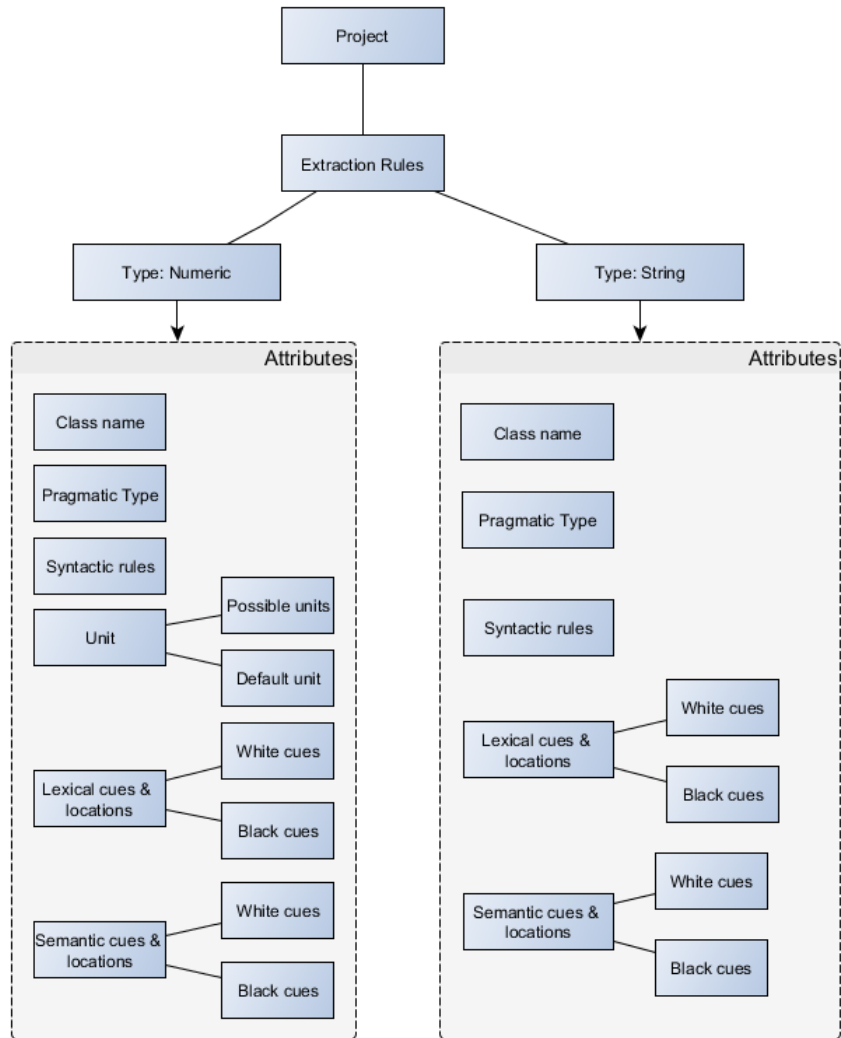 Project
Extraction Rules
Type: Numeric
Type: String
Attributes
Class name
Pragmatic Type
Syntactic rules
Unit
Possible units
Default unit
Lexical cues &
locations
White cues
Black cues
Semantic cues &
locations
White cues
Black cues
Attributes
Class name
Pragmatic Type
Syntactic rules
Lexical cues &
locations
White cues
Black cues
Semantic cues &
locations
White cues
Black cues